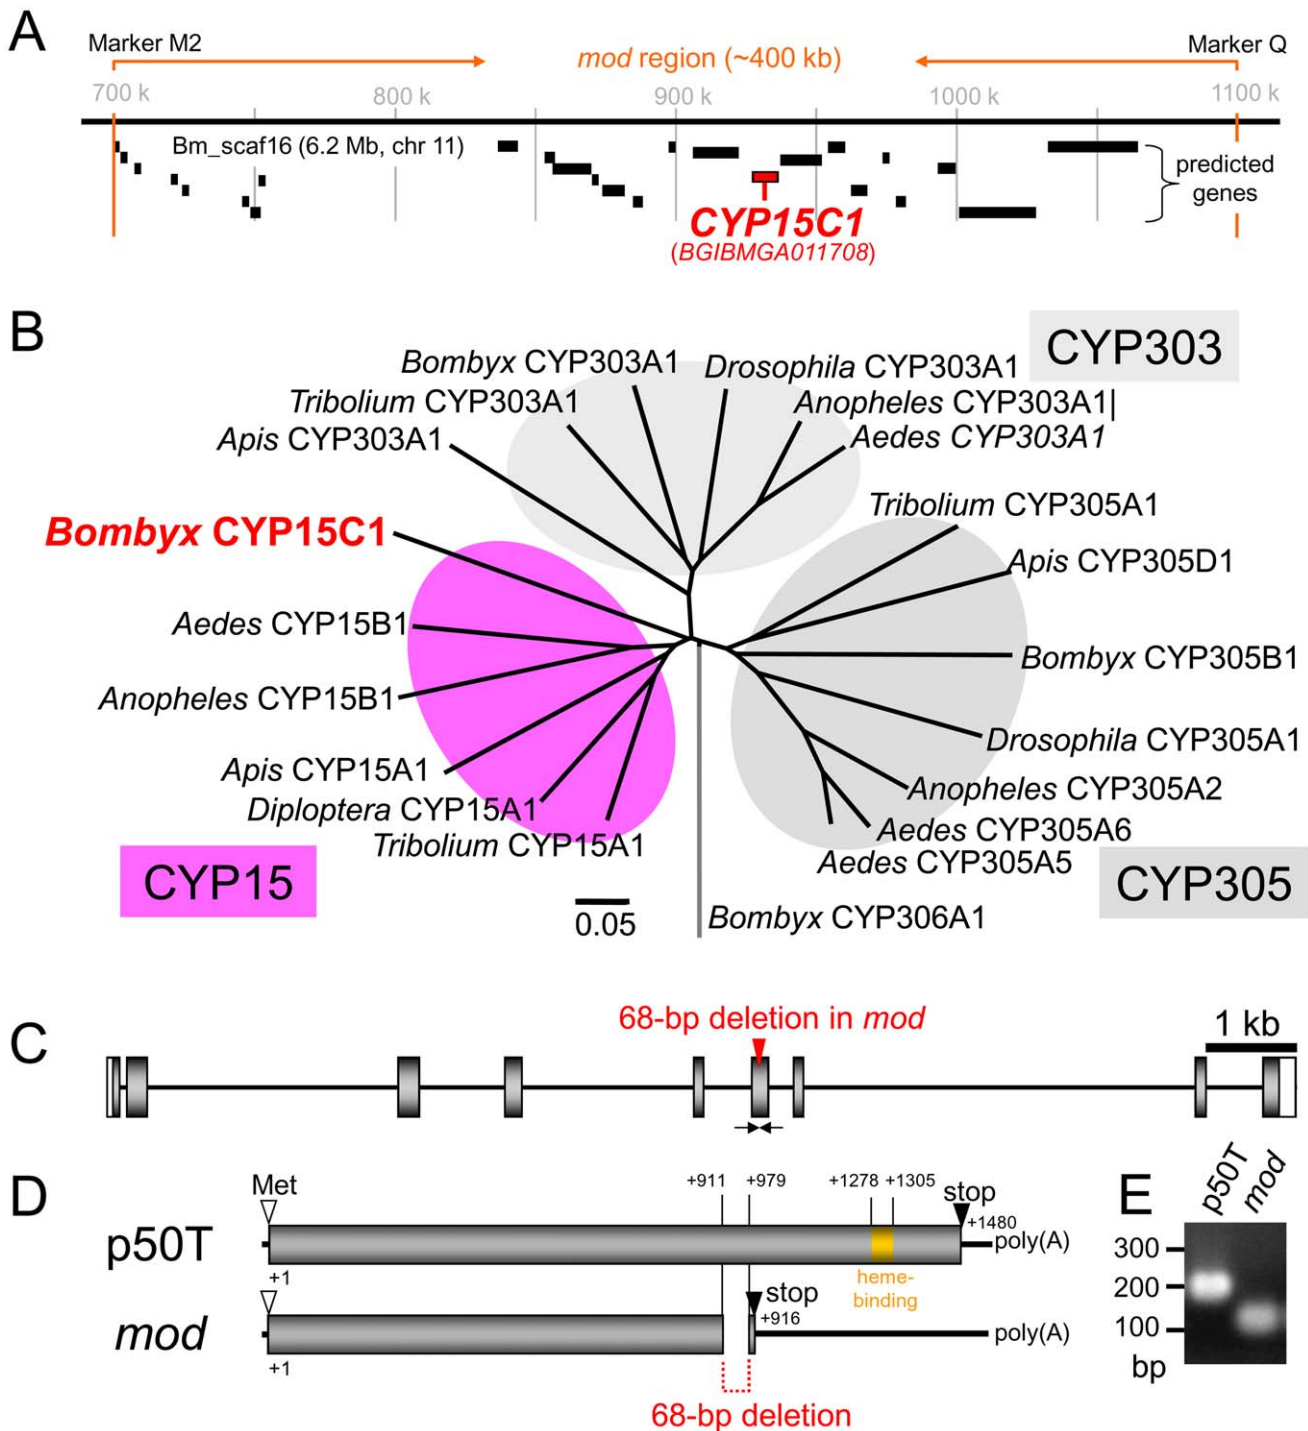 A
Marker M2
mod region (~400 kb)
Marker Q
700 k
800 k
900 k
1000 k
1100 k
Bm_scaf16 (6.2 Mb, chr 11)
predicted
genes
CYP15C1
(BGIBMGA011708)
B
CYP303
Bombyx CYP303A1
Drosophila CYP303A1
Tribolium CYP303A1
Anopheles CYP303A1|
Apis CYP303A1
Aedes CYP303A1
Tribolium CYP305A1
Bombyx CYP15C1
Apis CYP305D1
Aedes CYP15B1
Bombyx CYP305B1
Anopheles CYP15B1
Drosophila CYP305A1
Apis CYP15A1
Anopheles CYP305A2
Diploptera CYP15A1
Aedes CYP305A6
Tribolium CYP15A1
Aedes CYP305A5
CYP15
CYP305
0.05
Bombyx CYP306A1
C
68-bp deletion in mod
1 kb
D
Met
+911
+979
+1278
+1305
stop
+1480
p50T
poly(A)
+1
heme-
binding
stop
+916
mod
poly(A)
+1
68-bp deletion
E
p50T
mod
300
200
100
bp